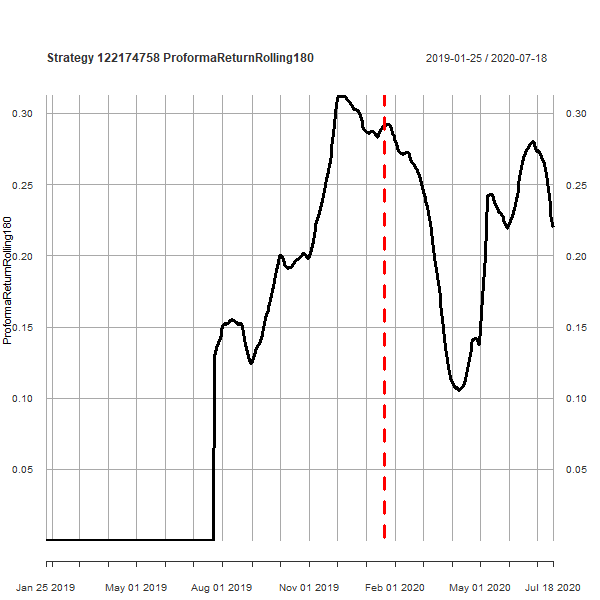 Strategy 122174758 ProformaReturnRolling180
2019-01-25 / 2020-07-18
ProformaReturnRolling180
0.30
0.30
0.25
0.25
0.20
0.20
0.15
0.15
0.10
0.10
0.05
0.05
Jan 25 2019
May 01 2019
Aug 01 2019
Nov 01 2019
Feb 01 2020
May 01 2020
Jul 18 2020